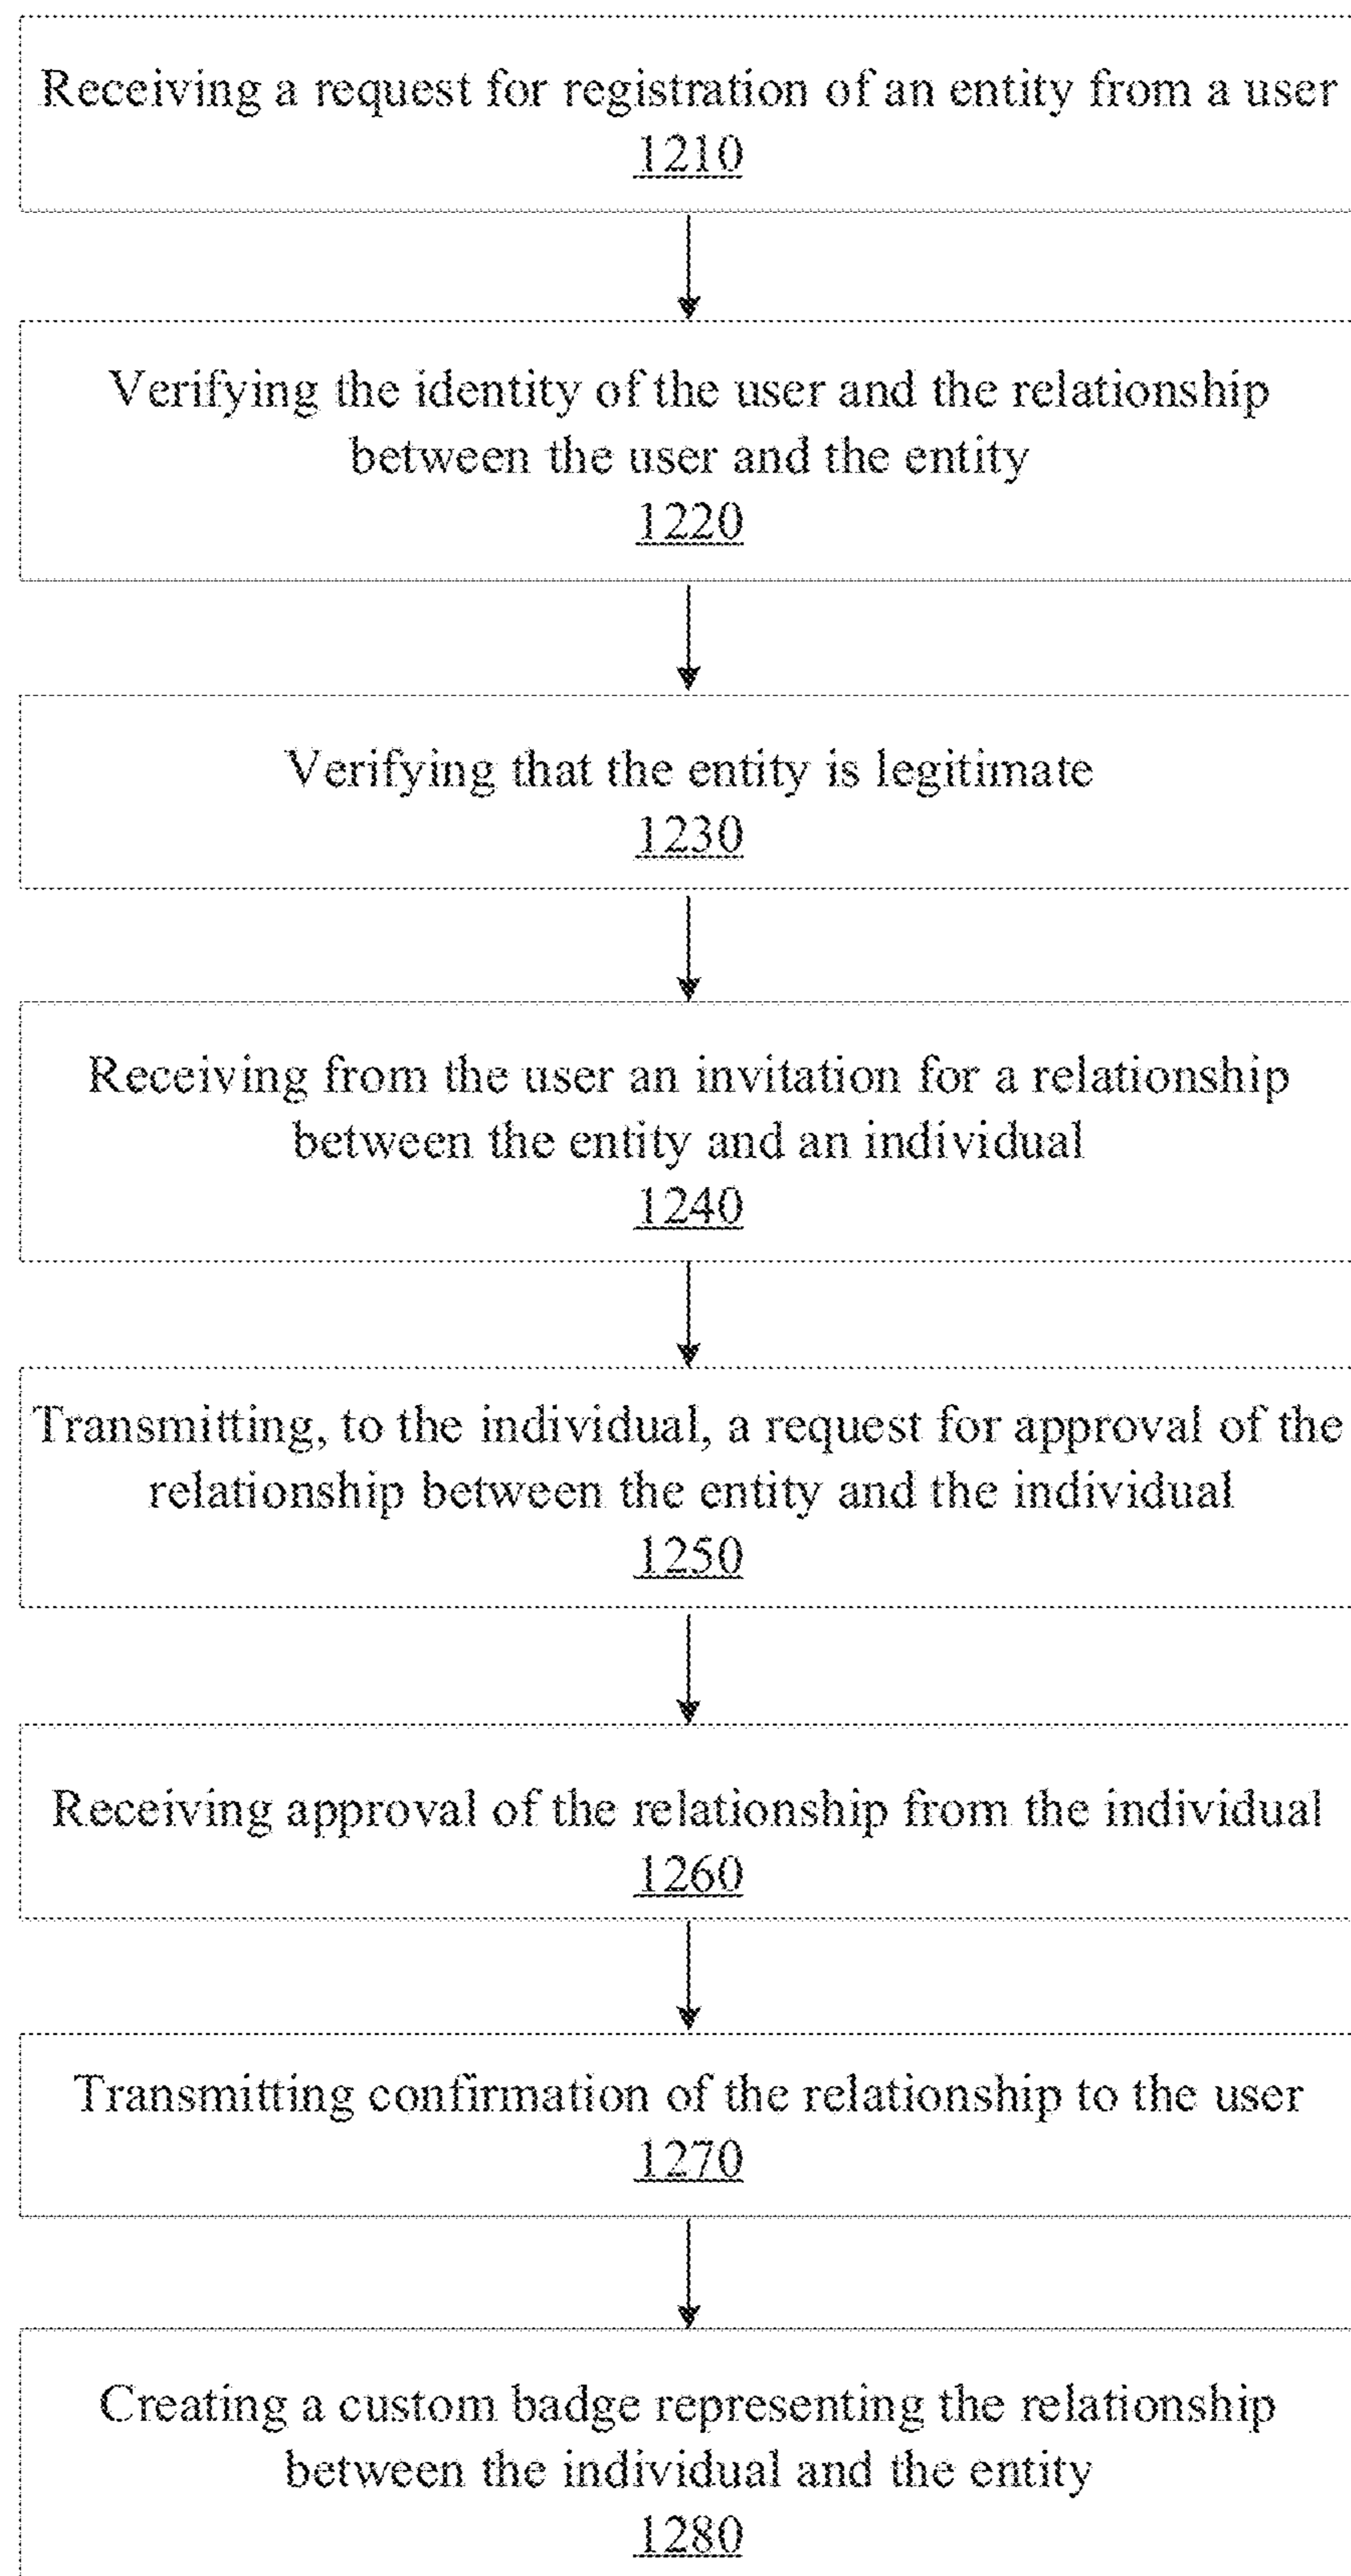 Receiving a request for registration of an entity from a user
1210
Verifying the identity of the user and the relationship
between the user and the entity
1220
Verifying that the entity is legitimate
1230
Receiving from the user an invitation for a relationship
between the entity and an individual
1240
Transmitting, to the individual, a request for approval of the
relationship between the entity and the individual
1250
Receiving approval of the relationship from the individual
1260
Transmitting confirmation of the relationship to the user
1270
Creating a custom badge representing the relationship
between the individual and the entity
1280